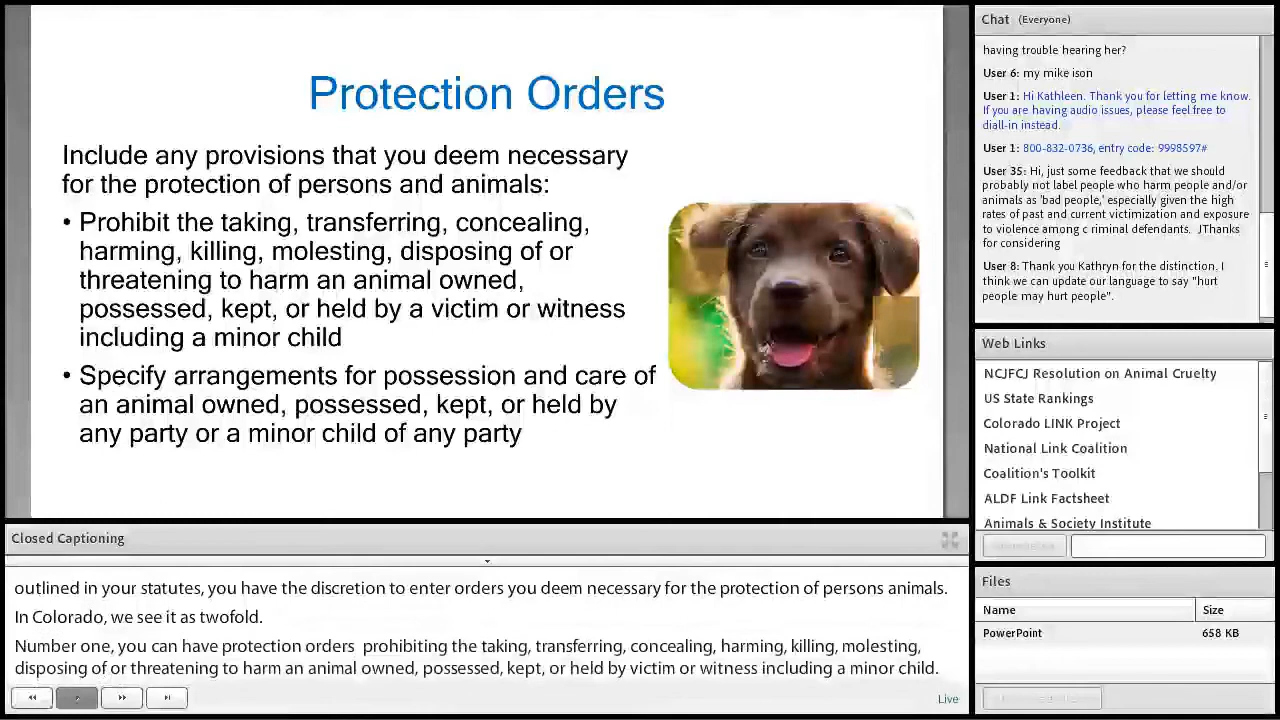 Protection Orders
Include any provisions that you deem necessary
for the protection of persons and animals:
• Prohibit the taking, transferring, concealing,
harming, killing, molesting, disposing of or
threatening to harm an animal owned,
possessed, kept, or held by a victim or witness
including a minor child
• Specify arrangements for possession and care of
an animal owned, possessed, kept, or held by
any party or a minor child of any party
Closed Captioning
outlined in your statutes, you have the discretion to enter orders you deem necessary for the protection of persons animals.
In Colorado, we see it as twofold.
Number one, you can have protection orders prohibiting the taking, transferring, concealing, harming, killing, molesting,
disposing of or threatening to harm an animal owned, possessed, kept, or held by victim or witness including a minor child.
Live
Chat (Everyone)
having trouble hearing her?
User 6: my mike ison
User 1: Hi Kathleen. Thank you for letting me know.
If you are having audio issues, please feel free to
diall-in instead.
User 1: 800-832-0736, entry code: 9998597#
User 35: Hi, just some feedback that we should
probably not label people who harm people and/or
animals as 'bad people,' especially given the high
rates of past and current victimization and exposure
to violence among c riminal defendants. JThanks
for considering
User 8: Thank you Kathryn for the distinction. I
think we can update our language to say "hurt
people may hurt people".
Web Links
NCJFCJ Resolution on Animal Cruelty
US State Rankings
Colorado LINK Project
National Link Coalition
Coalition's Toolkit
ALDF Link Factsheet
Animals & Society Institute
Files
Name Size
PowerPoint 658 KB